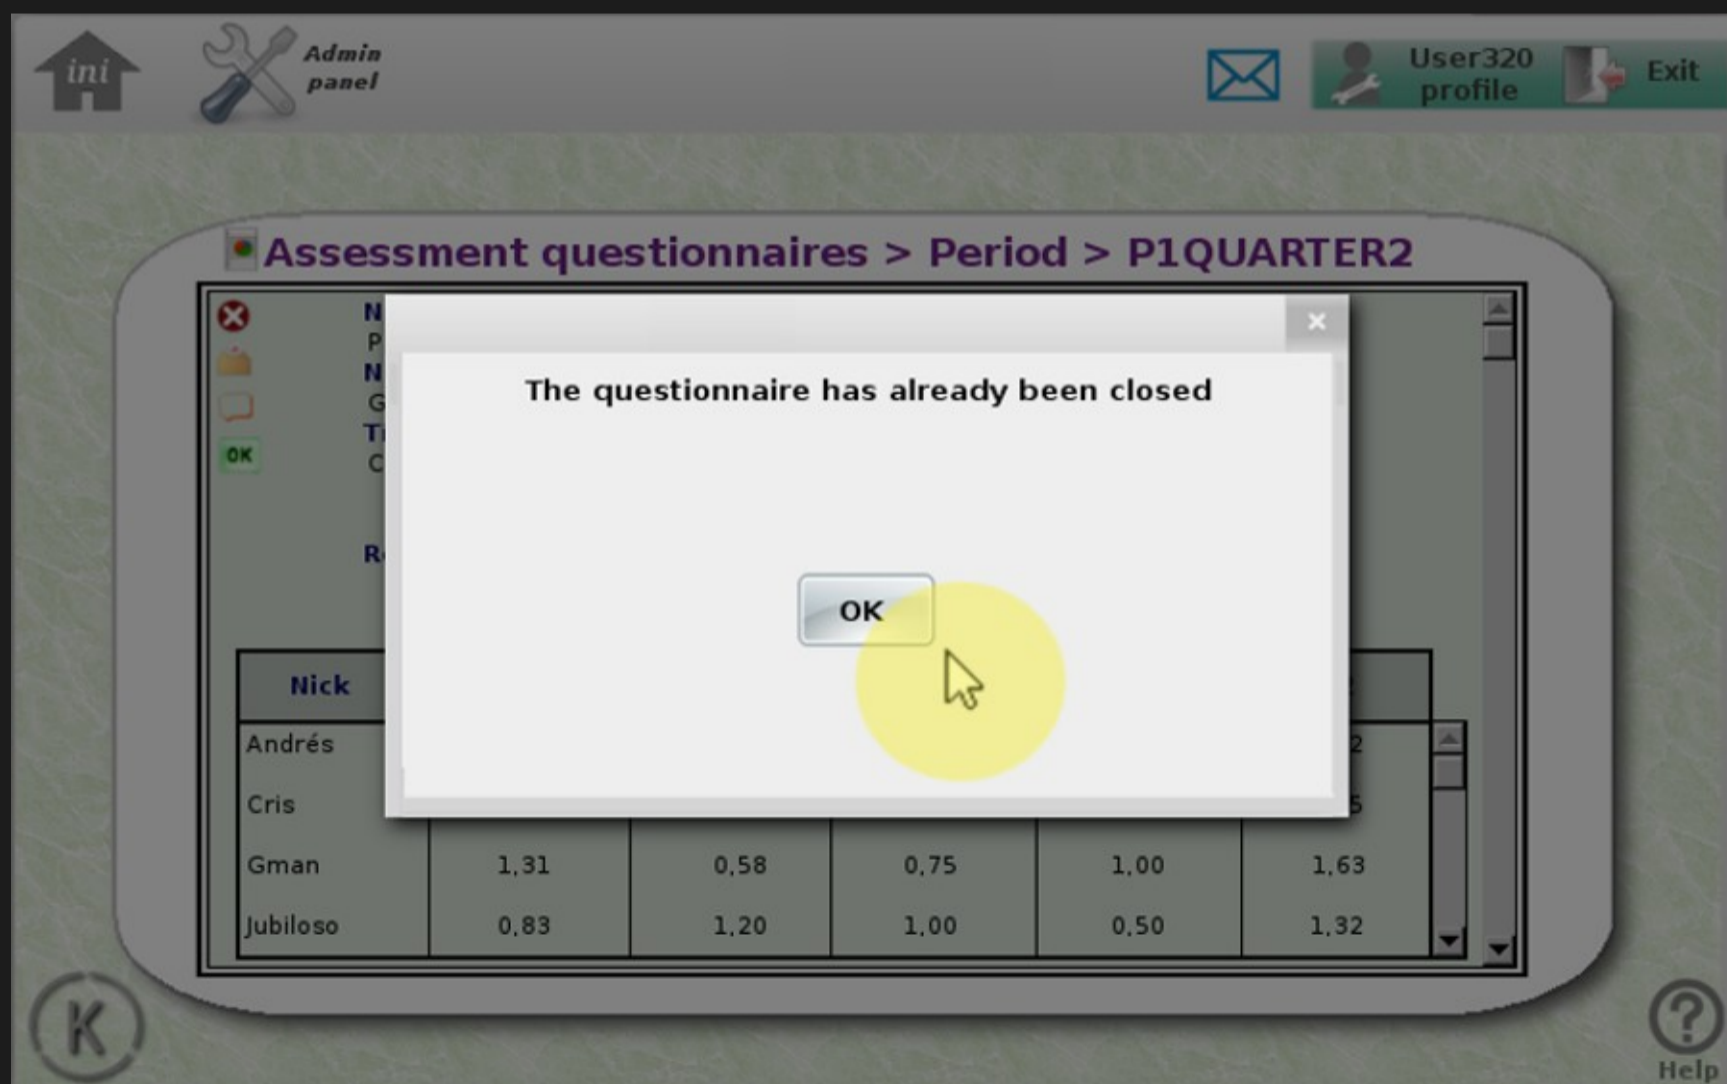 ini
Admin
panel
User320
profile
Exit
Assessment questionnaires > Period > P1QUARTER2
The questionnaire has already been closed
OK
OK
Nick
Andrés
Cris
Gman 1,31 0,58 0,75 1,00 1,63
Jubiloso 0,83 1,20 1,00 0,50 1,32
K
Help